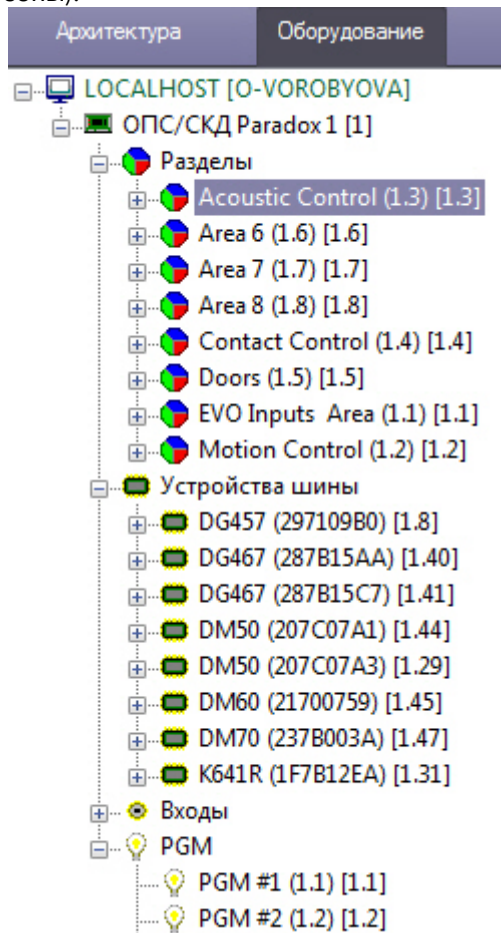 Архитектура Оборудование
LOCALHOST [O-VOROBYOVA]
ОПС/СКД Paradox 1 [1]
Разделы
Acoustic Control (1.3) [1.3]
Area 6 (1.6) [1.6]
Area 7 (1.7) [1.7]
Area 8 (1.8) [1.8]
Contact Control (1.4) [1.4]
Doors (1.5) [1.5]
EVO Inputs Area (1.1) [1.1]
Motion Control (1.2) [1.2]
Устройства шины
DG457 (297109B0) [1.8]
DG467 (287B15AA) [1.40]
DG467 (287B15C7) [1.41]
DM50 (207C07A1) [1.44]
DM50 (207C07A3) [1.29]
DM60 (21700759) [1.45]
DM70 (237B003A) [1.47]
K641R (1F7B12EA) [1.31]
Входы
PGM
PGM #1 (1.1) [1.1]
PGM #2 (1.2) [1.2]